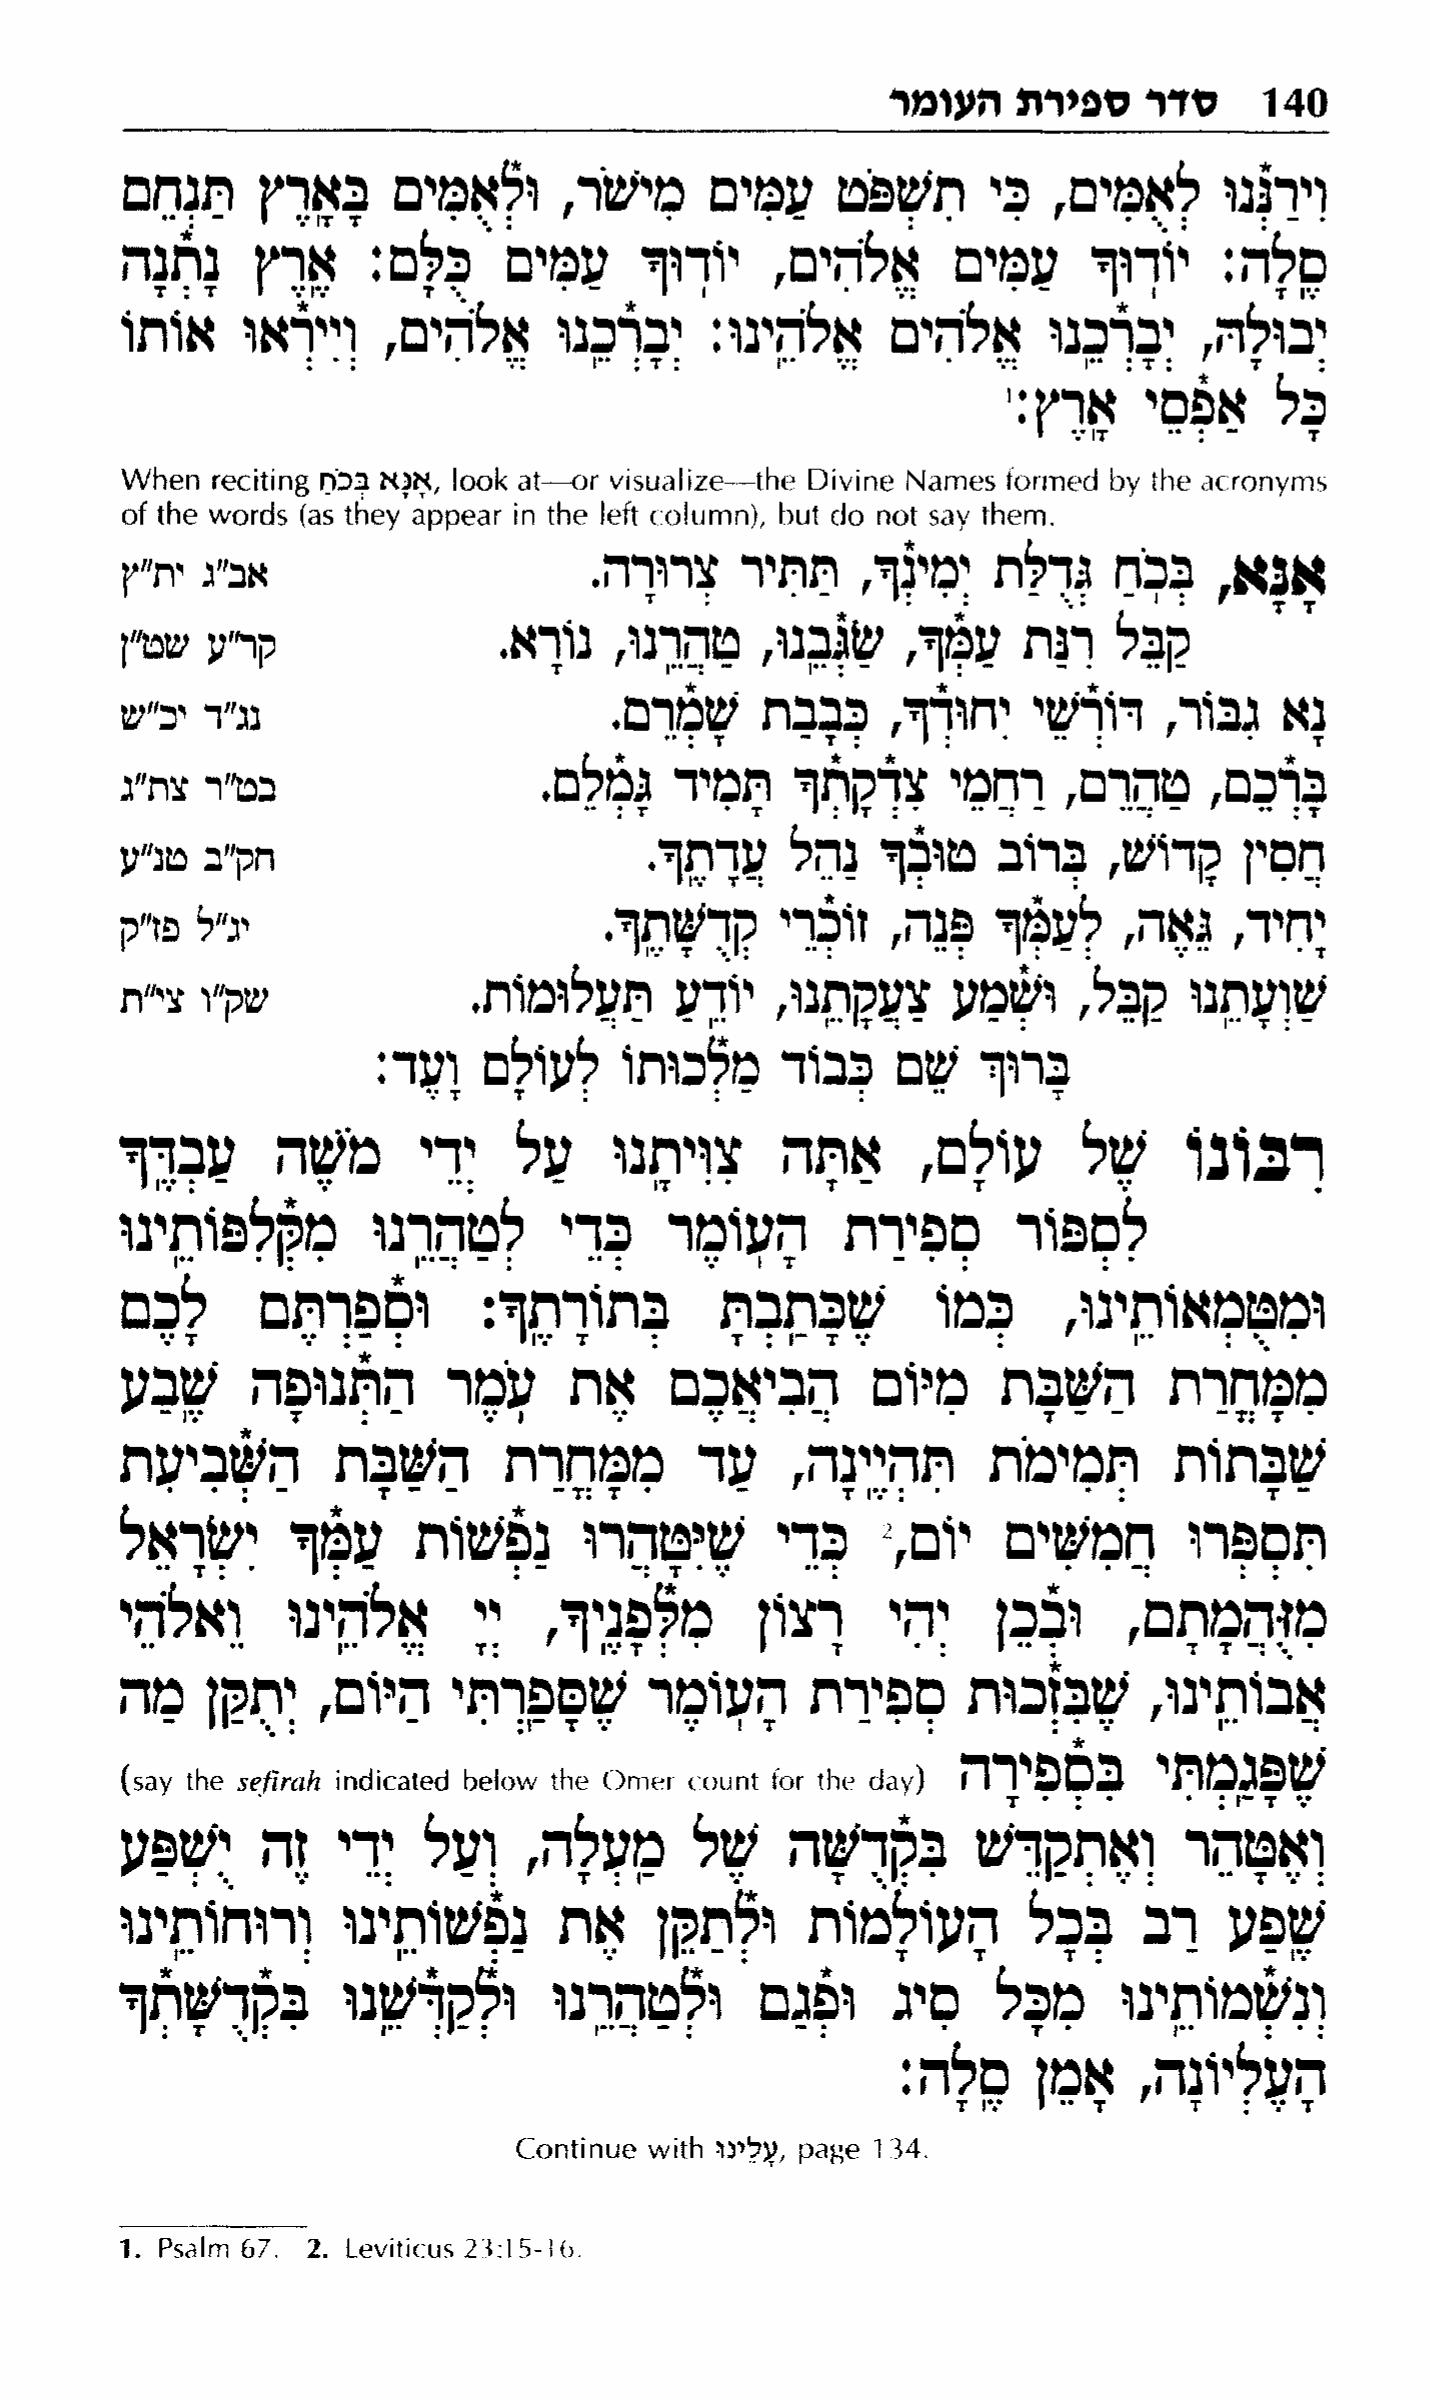 140 סדר ספירת העומר
וִירַנְּנוּ לְאֻמִּים, כִּי תִשְׁפֹּט עַמִּים מִישֹׁר, וּלְאֻמִּים בָּאָרֶץ תַּנְחֵם
סֶלָה: יוֹדוּךָ עַמִּים אֱלֹהִים, יוֹדוּךָ עַמִּים כֻּלָּם: אֶרֶץ נָתְנָה
יְבוּלָהּ, יְבָרְכֵנוּ אֱלֹהִים אֱלֹהֵינוּ: יְבָרְכֵנוּ אֱלֹהִים, וְיִירְאוּ אוֹתוֹ
כָּל אַפְסֵי אָרֶץ:¹
When reciting אָנָּא בְּכֹחַ, look at—or visualize—the Divine Names formed by the acronyms
of the words (as they appear in the left column), but do not say them.
אָנָּא, בְּכֹחַ גְּדֻלַּת יְמִינְךָ, תַּתִּיר צְרוּרָה. אב"ג ית"ץ
קַבֵּל רִנַּת עַמְּךָ, שַׂגְּבֵנוּ, טַהֲרֵנוּ, נוֹרָא. קר"ע שט"ן
נָא גִבּוֹר, דּוֹרְשֵׁי יִחוּדְךָ, כְּבָבַת שָׁמְרֵם. נג"ד יכ"ש
בָּרְכֵם, טַהֲרֵם, רַחֲמֵי צִדְקָתְךָ תָּמִיד גָּמְלֵם. בט"ר צת"ג
חֲסִין קָדוֹשׁ, בְּרוֹב טוּבְךָ נַהֵל עֲדָתֶךָ. חק"ב טנ"ע
יָחִיד, גֵּאֶה, לְעַמְּךָ פְּנֵה, זוֹכְרֵי קְדֻשָּׁתֶךָ. יג"ל פז"ק
שַׁוְעָתֵנוּ קַבֵּל, וּשְׁמַע צַעֲקָתֵנוּ, יוֹדֵעַ תַּעֲלוּמוֹת. שק"ו צי"ת
בָּרוּךְ שֵׁם כְּבוֹד מַלְכוּתוֹ לְעוֹלָם וָעֶד:
רִבּוֹנוֹ שֶׁל עוֹלָם, אַתָּה צִוִּיתָנוּ עַל יְדֵי מֹשֶׁה עַבְדֶּךָ
לִסְפּוֹר סְפִירַת הָעוֹמֶר כְּדֵי לְטַהֲרֵנוּ מִקְּלִפּוֹתֵינוּ
וּמִטֻּמְאוֹתֵינוּ, כְּמוֹ שֶׁכָּתַבְתָּ בְּתוֹרָתֶךָ: וּסְפַרְתֶּם לָכֶם
מִמָּחֳרַת הַשַּׁבָּת מִיּוֹם הֲבִיאֲכֶם אֶת עֹמֶר הַתְּנוּפָה שֶׁבַע
שַׁבָּתוֹת תְּמִימֹת תִּהְיֶינָה, עַד מִמָּחֳרַת הַשַּׁבָּת הַשְּׁבִיעִת
תִּסְפְּרוּ חֲמִשִּׁים יוֹם,² כְּדֵי שֶׁיִּטָּהֲרוּ נַפְשׁוֹת עַמְּךָ יִשְׂרָאֵל
מִזֻּהֲמָתָם, וּבְכֵן יְהִי רָצוֹן מִלְּפָנֶיךָ, יְיָ אֱלֹהֵינוּ וֵאלֹהֵי
אֲבוֹתֵינוּ, שֶׁבִּזְכוּת סְפִירַת הָעוֹמֶר שֶׁסָּפַרְתִּי הַיּוֹם, יְתֻקַּן מַה
שֶּׁפָּגַמְתִּי בִּסְפִירָה (say the sefirah indicated below the Omer count for the day)
וְאֶטָּהֵר וְאֶתְקַדֵּשׁ בִּקְדֻשָּׁה שֶׁל מַעְלָה, וְעַל יְדֵי זֶה יֻשְׁפַּע
שֶׁפַע רַב בְּכָל הָעוֹלָמוֹת וּלְתַקֵּן אֶת נַפְשׁוֹתֵינוּ וְרוּחוֹתֵינוּ
וְנִשְׁמוֹתֵינוּ מִכָּל סִיג וּפְגַם וּלְטַהֲרֵנוּ וּלְקַדְּשֵׁנוּ בִּקְדֻשָּׁתְךָ
הָעֶלְיוֹנָה, אָמֵן סֶלָה:
Continue with עָלֵינוּ, page 134.
1. Psalm 67. 2. Leviticus 23:15-16.